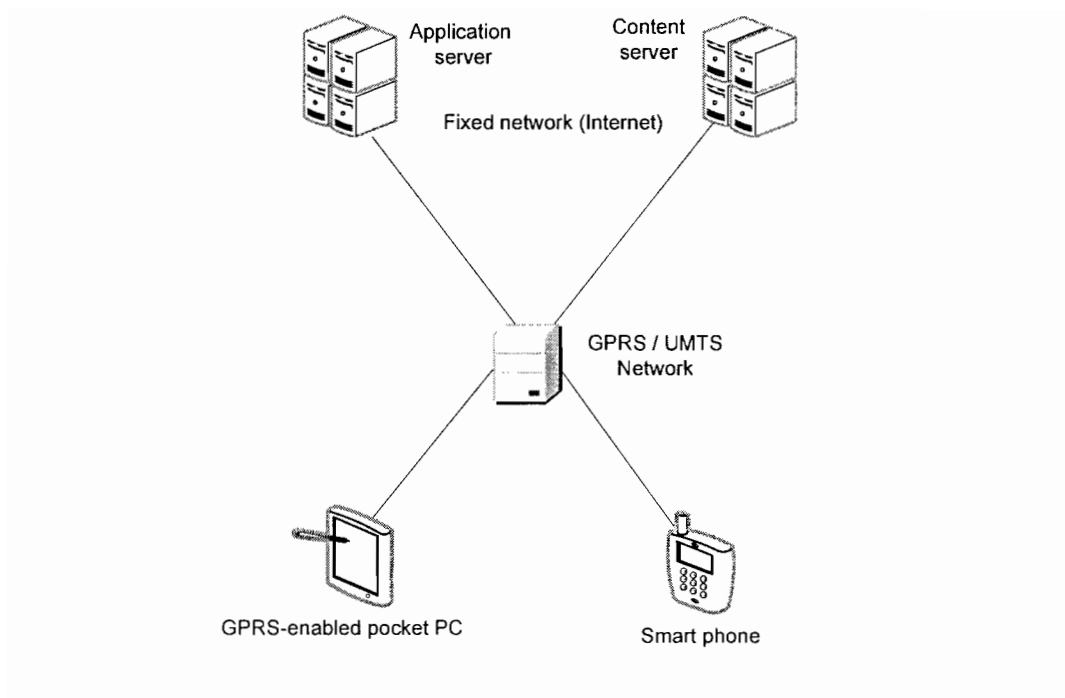 Application
server
Content
server
Fixed network (Internet)
GPRS / UMTS
Network
GPRS-enabled pocket PC
Smart phone